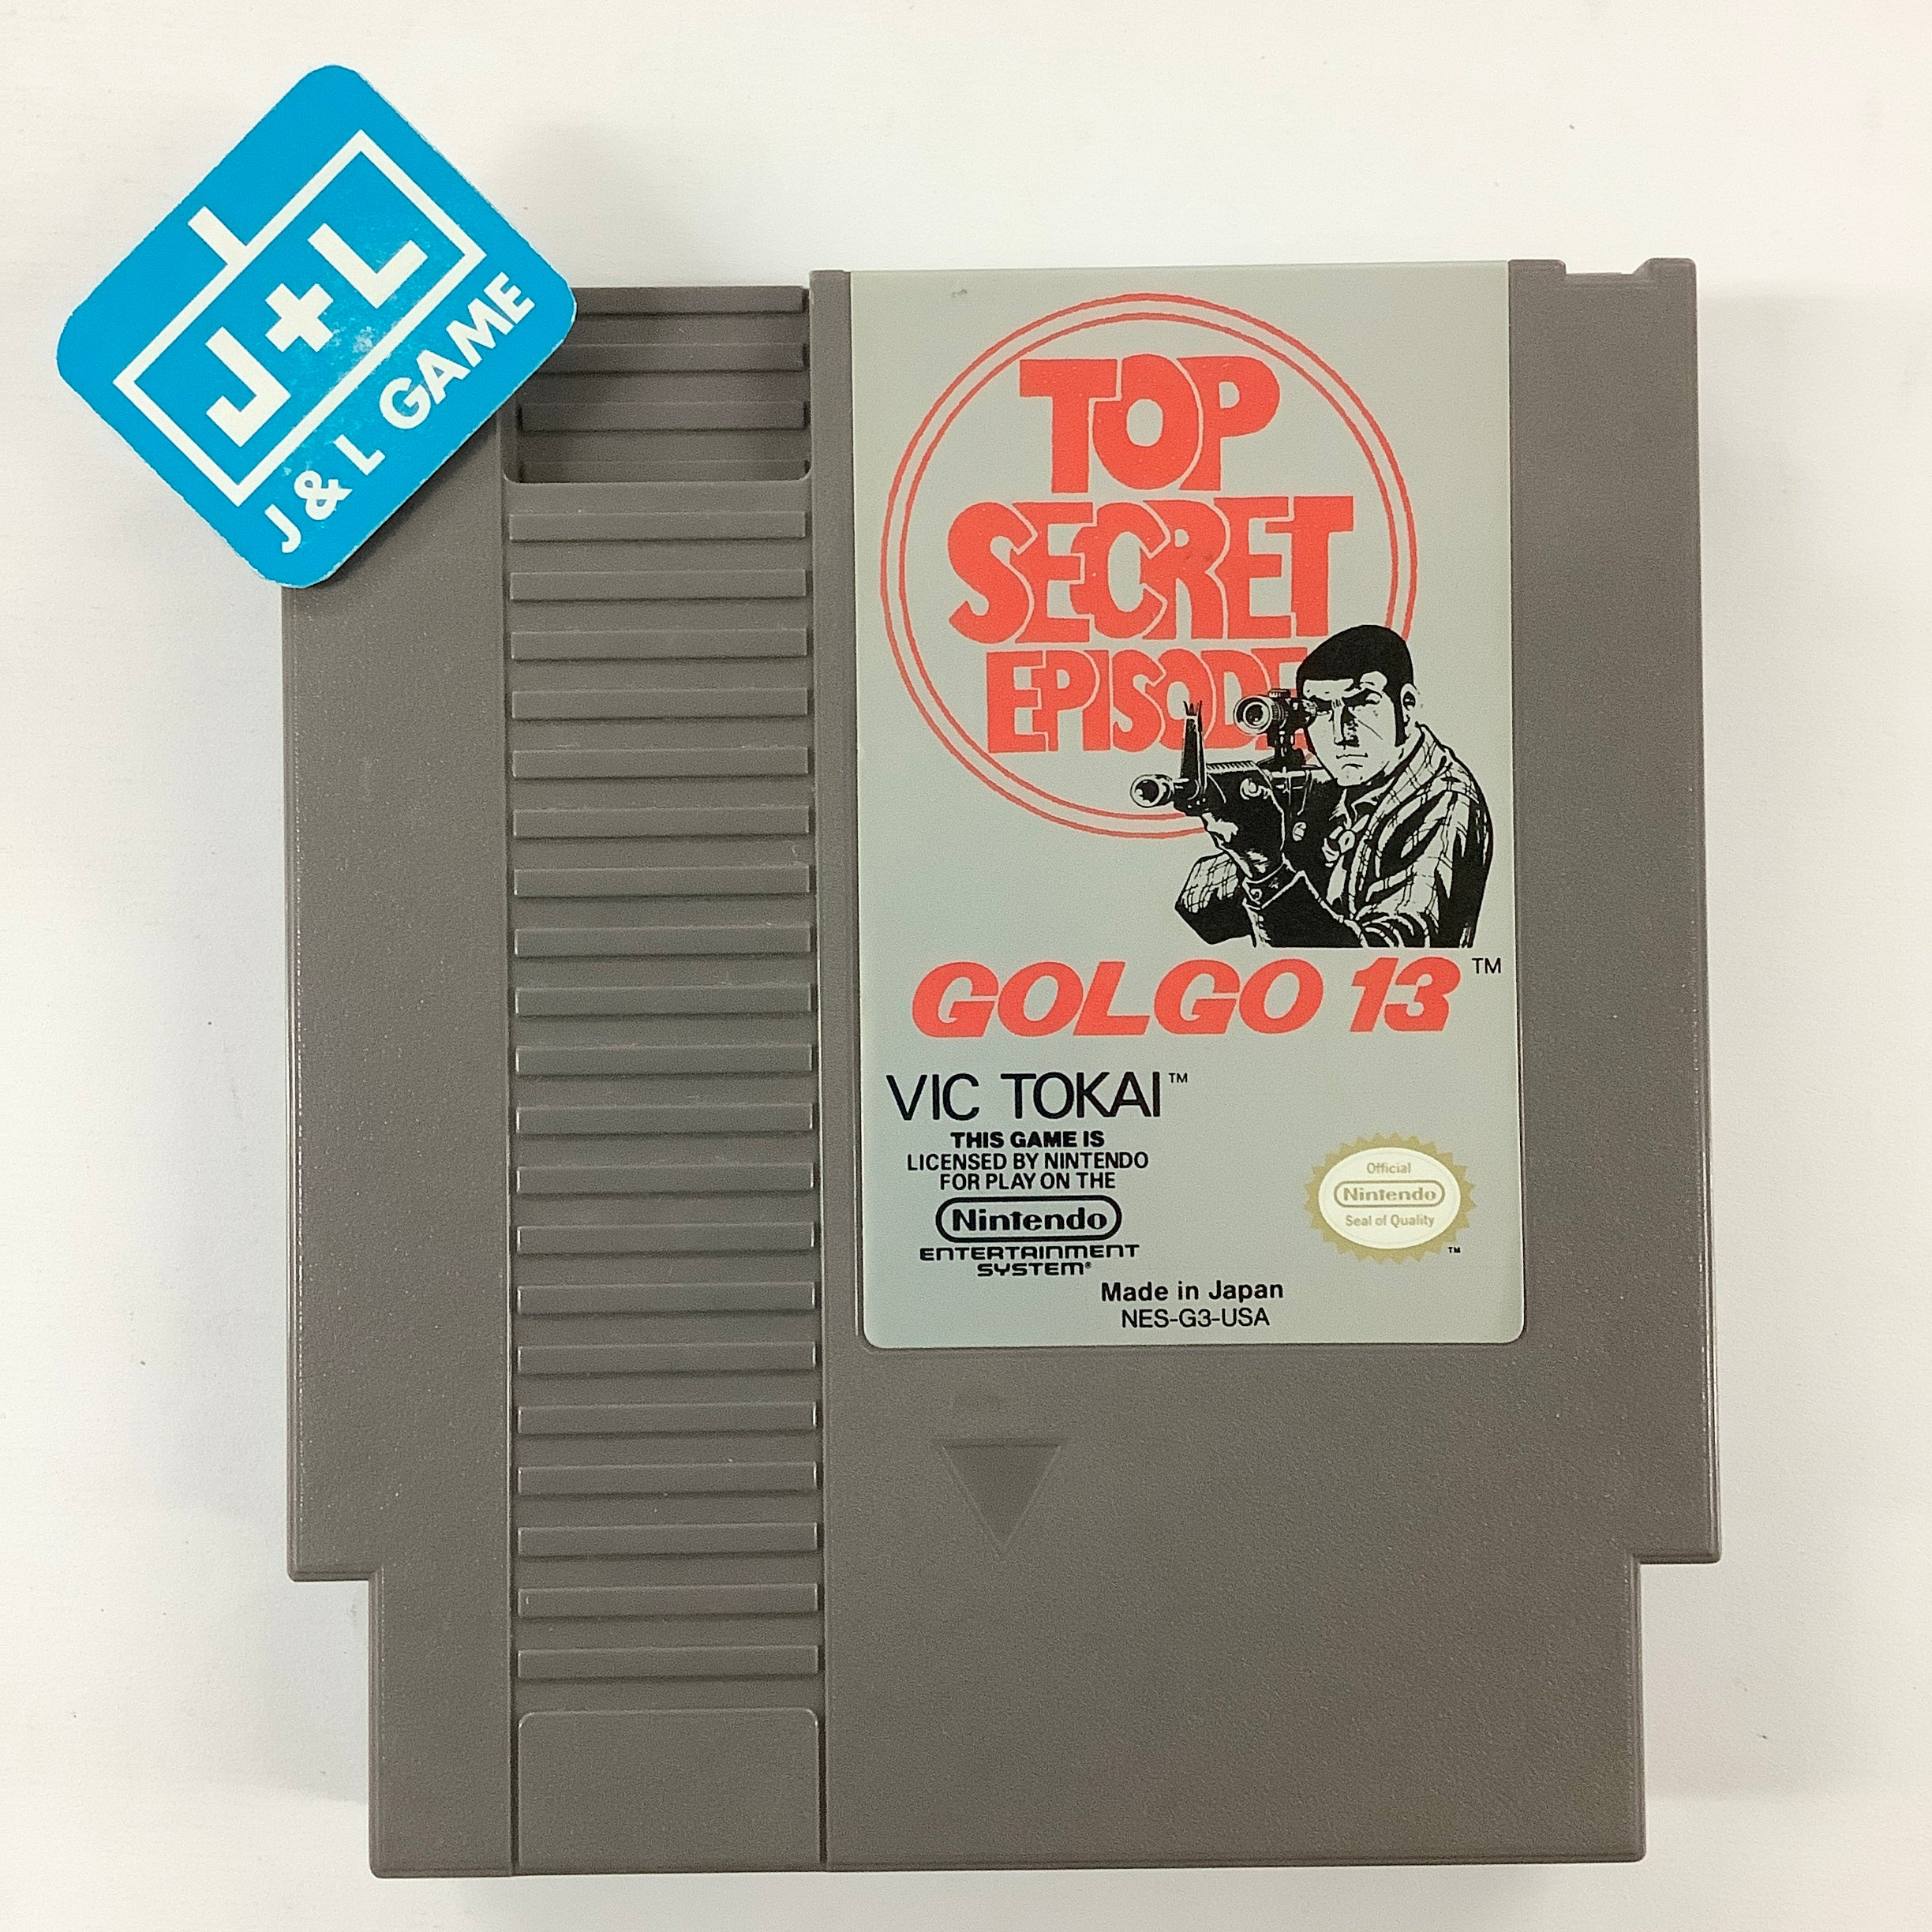 J+L
J & L GAME
TOP
SECRET
EPISODE
GOLGO 13™
VIC TOKAI™
THIS GAME IS
LICENSED BY NINTENDO
FOR PLAY ON THE
Nintendo
ENTERTAINMENT
SYSTEM®
Official
Nintendo
Seal of Quality
™
Made in Japan
NES-G3-USA